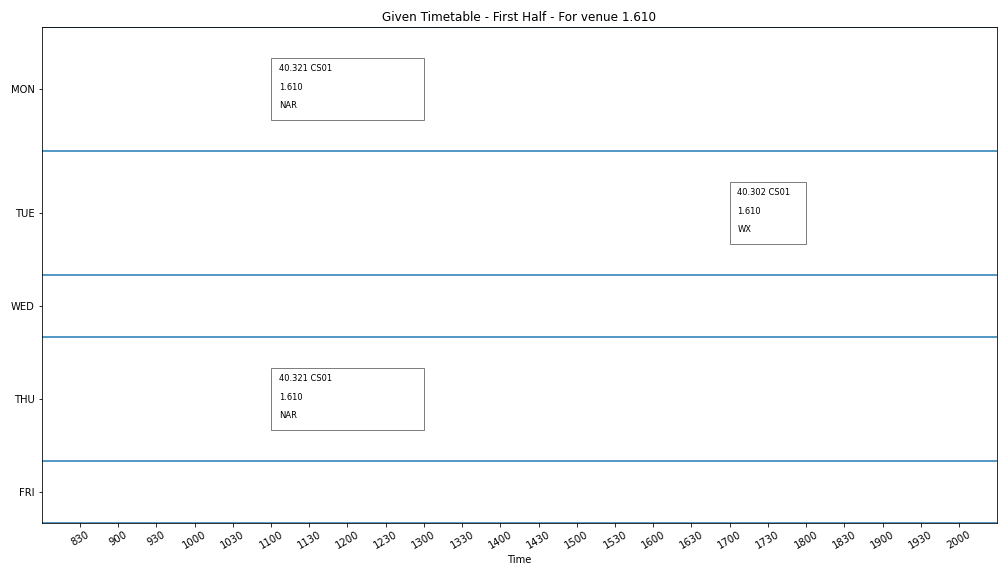 Given Timetable - First Half - For venue 1.610
MON
40.321 CS01
1.610
NAR
TUE
40.302 CS01
1.610
WX
WED
THU
40.321 CS01
1.610
NAR
FRI
830 900 930 1000 1030 1100 1130 1200 1230 1300 1330 1400 1430 1500 1530 1600 1630 1700 1730 1800 1830 1900 1930 2000
Time